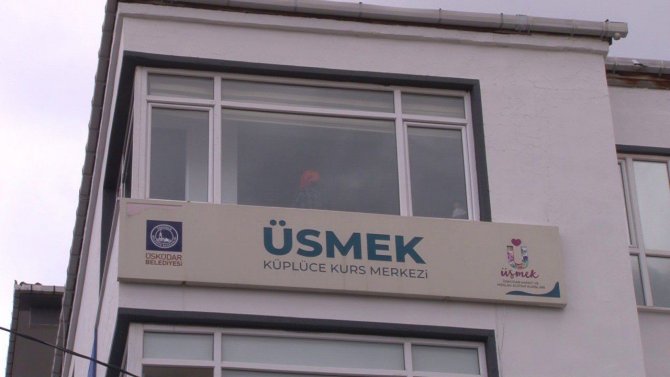 ÜSKÜDAR
BELEDİYESİ
ÜSMEK
KÜPLÜCE KURS MERKEZİ
üsmek